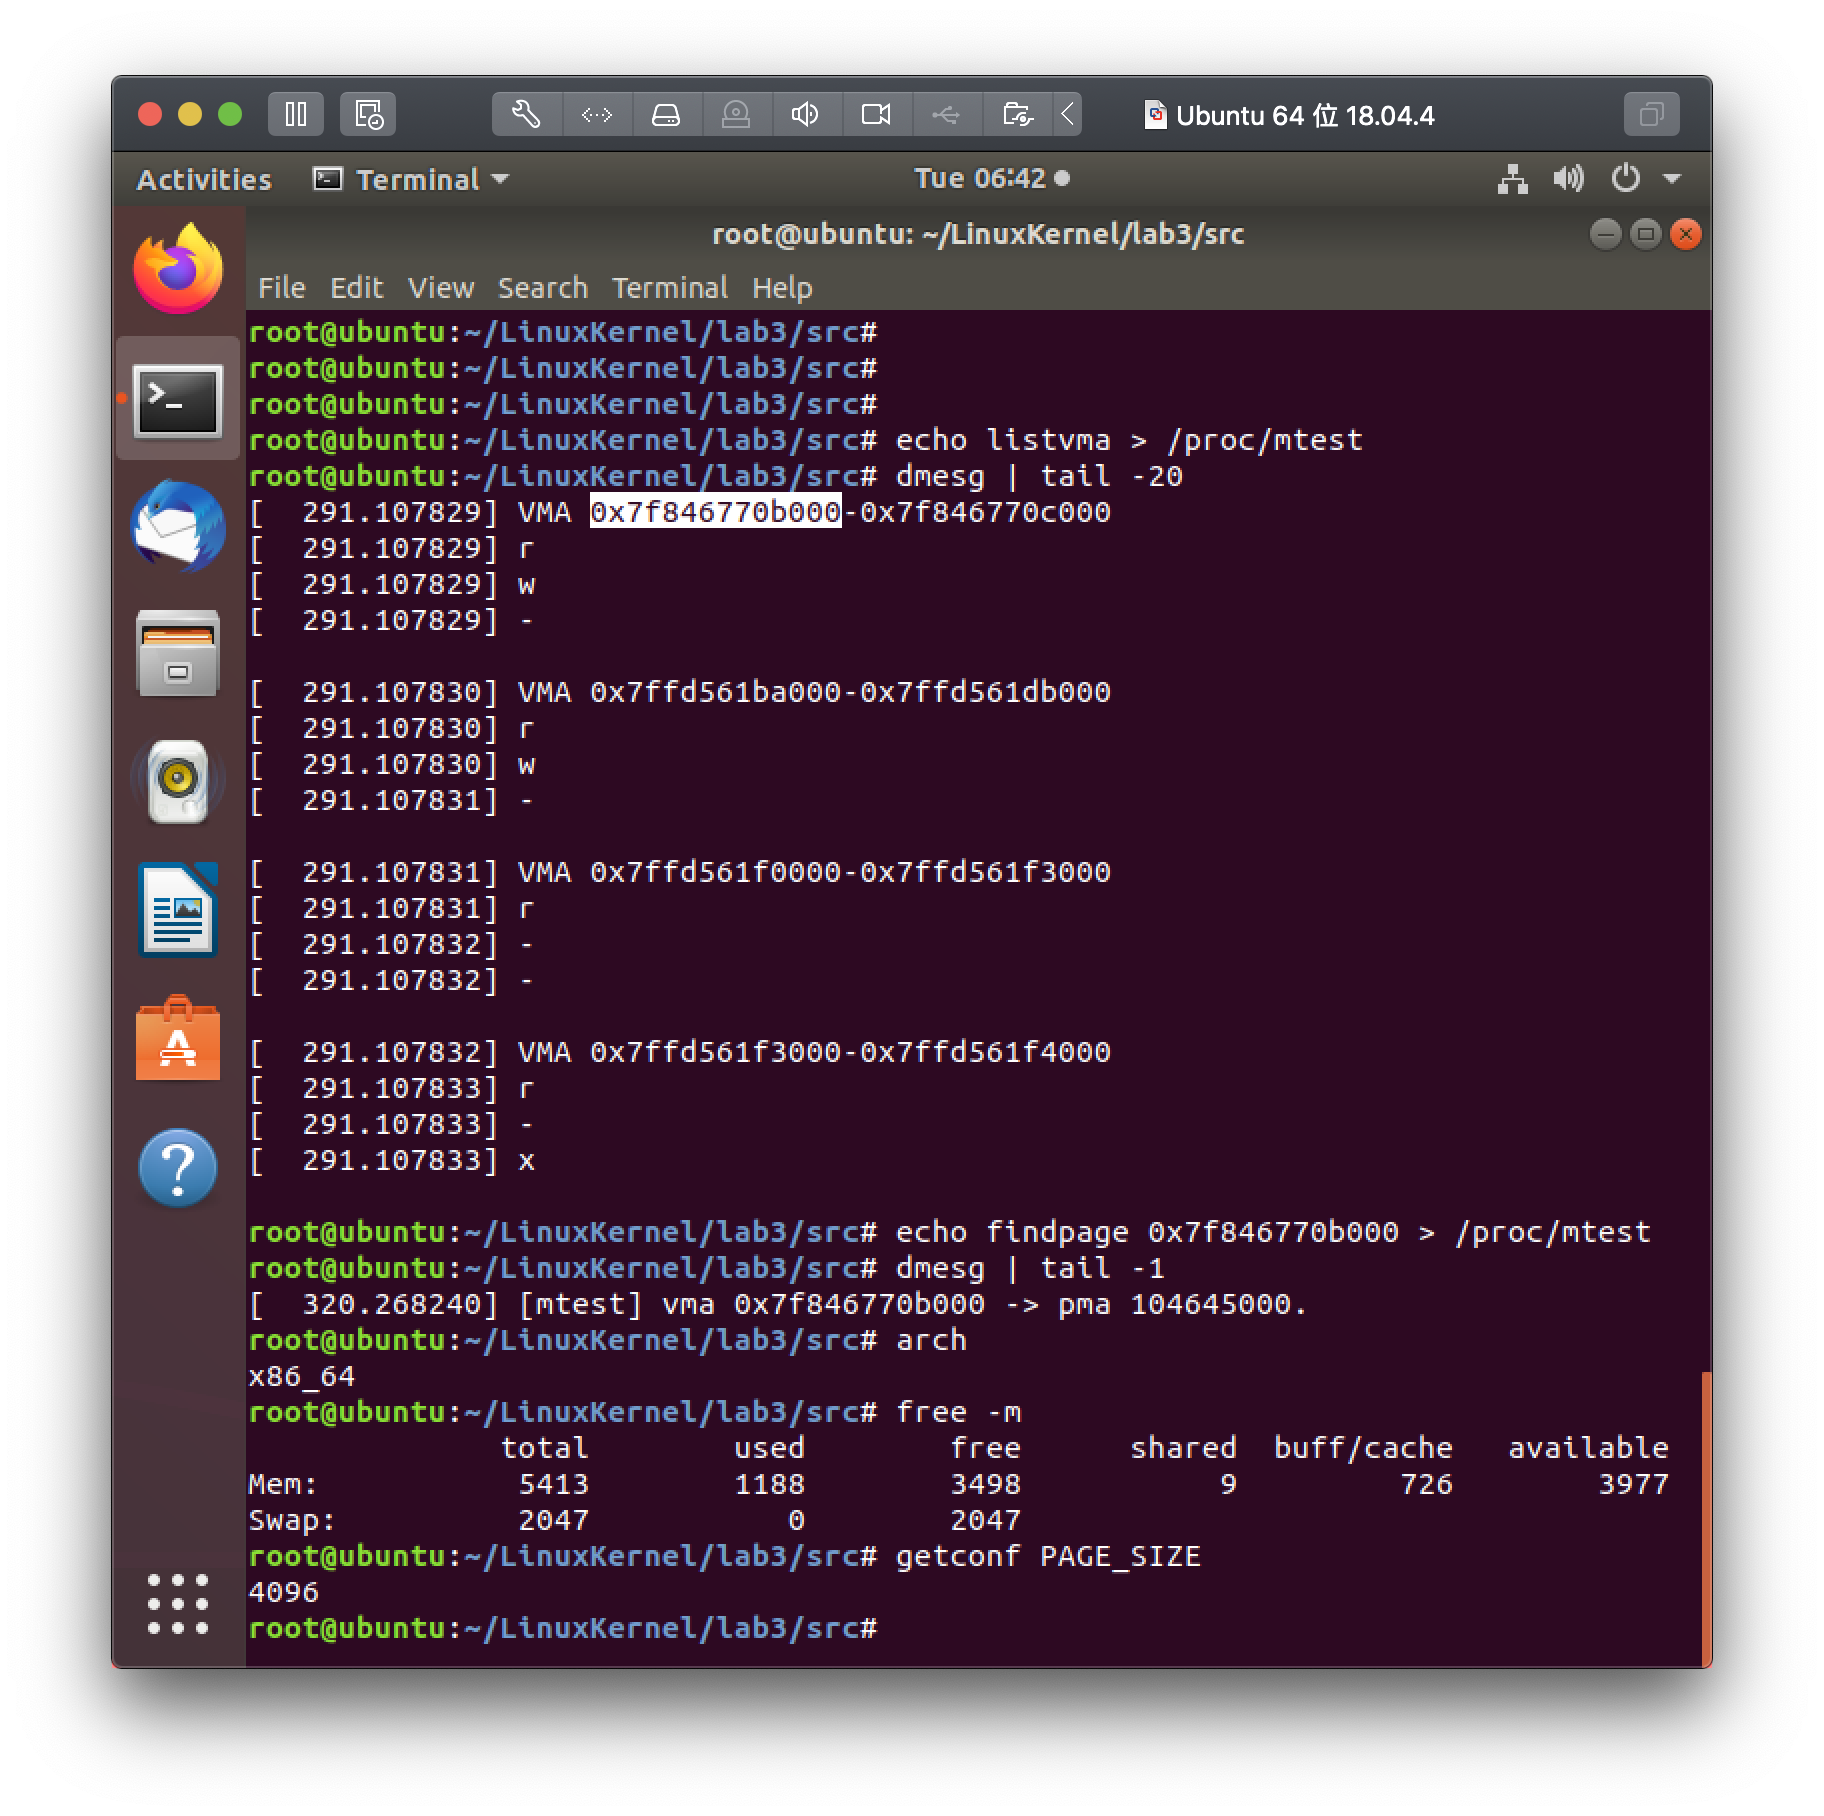 Ubuntu 64 位 18.04.4
Activities Terminal Tue 06:42
root@ubuntu: ~/LinuxKernel/lab3/src
File Edit View Search Terminal Help
root@ubuntu:~/LinuxKernel/lab3/src#
root@ubuntu:~/LinuxKernel/lab3/src#
root@ubuntu:~/LinuxKernel/lab3/src#
root@ubuntu:~/LinuxKernel/lab3/src# echo listvma > /proc/mtest
root@ubuntu:~/LinuxKernel/lab3/src# dmesg | tail -20
[  291.107829] VMA 0x7f846770b000-0x7f846770c000
[  291.107829] r
[  291.107829] w
[  291.107829] -
[  291.107830] VMA 0x7ffd561ba000-0x7ffd561db000
[  291.107830] r
[  291.107830] w
[  291.107831] -
[  291.107831] VMA 0x7ffd561f0000-0x7ffd561f3000
[  291.107831] r
[  291.107832] -
[  291.107832] -
[  291.107832] VMA 0x7ffd561f3000-0x7ffd561f4000
[  291.107833] r
[  291.107833] -
[  291.107833] x
root@ubuntu:~/LinuxKernel/lab3/src# echo findpage 0x7f846770b000 > /proc/mtest
root@ubuntu:~/LinuxKernel/lab3/src# dmesg | tail -1
[  320.268240] [mtest] vma 0x7f846770b000 -> pma 104645000.
root@ubuntu:~/LinuxKernel/lab3/src# arch
x86_64
root@ubuntu:~/LinuxKernel/lab3/src# free -m
total used free shared buff/cache available
Mem: 5413 1188 3498 9 726 3977
Swap: 2047 0 2047
root@ubuntu:~/LinuxKernel/lab3/src# getconf PAGE_SIZE
4096
root@ubuntu:~/LinuxKernel/lab3/src#